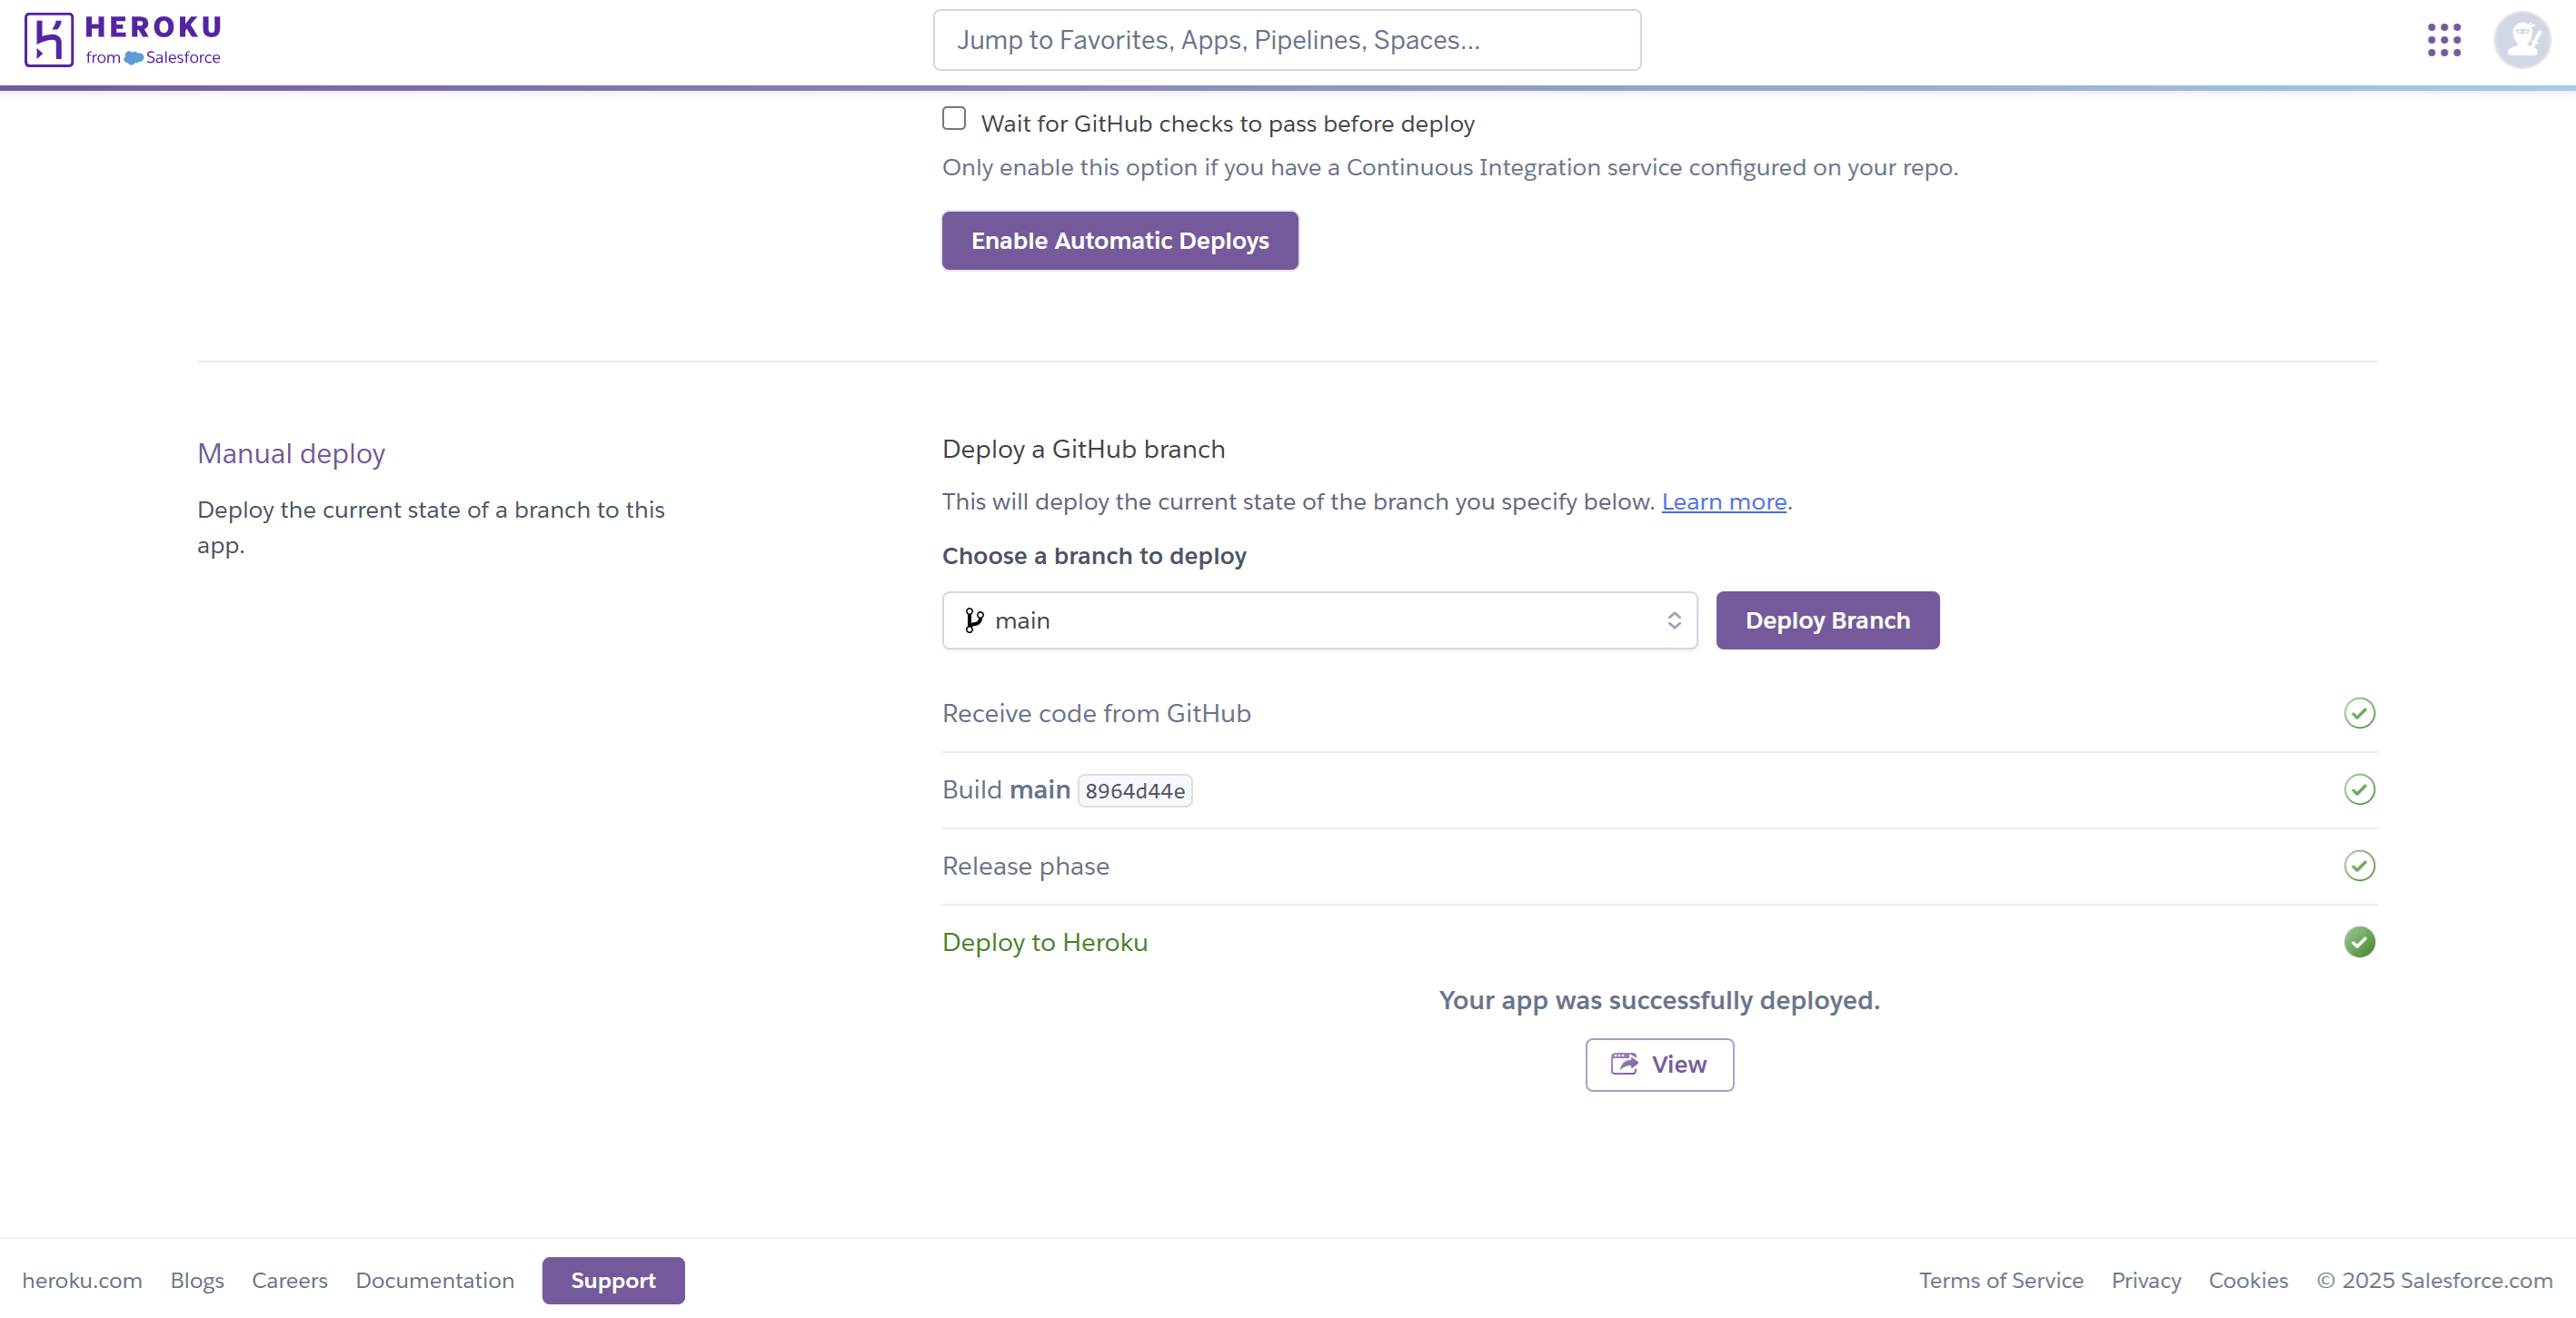 HEROKU
from Salesforce
Jump to Favorites, Apps, Pipelines, Spaces...
Wait for GitHub checks to pass before deploy
Only enable this option if you have a Continuous Integration service configured on your repo.
Enable Automatic Deploys
Manual deploy
Deploy the current state of a branch to this
app.
Deploy a GitHub branch
This will deploy the current state of the branch you specify below. Learn more.
Choose a branch to deploy
main
Deploy Branch
Receive code from GitHub
Build main 8964d44e
Release phase
Deploy to Heroku
Your app was successfully deployed.
View
heroku.com Blogs Careers Documentation Support Terms of Service Privacy Cookies © 2025 Salesforce.com